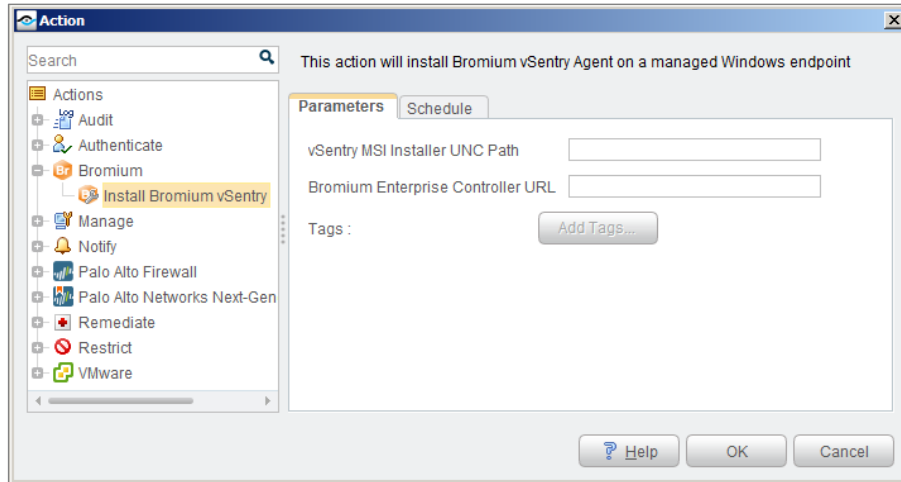 Action
Search
This action will install Bromium vSentry Agent on a managed Windows endpoint
Actions
Audit
Authenticate
Bromium
Install Bromium vSentry
Manage
Notify
Palo Alto Firewall
Palo Alto Networks Next-Gen
Remediate
Restrict
VMware
Parameters
Schedule
vSentry MSI Installer UNC Path
Bromium Enterprise Controller URL
Tags :
Add Tags...
Help
OK
Cancel